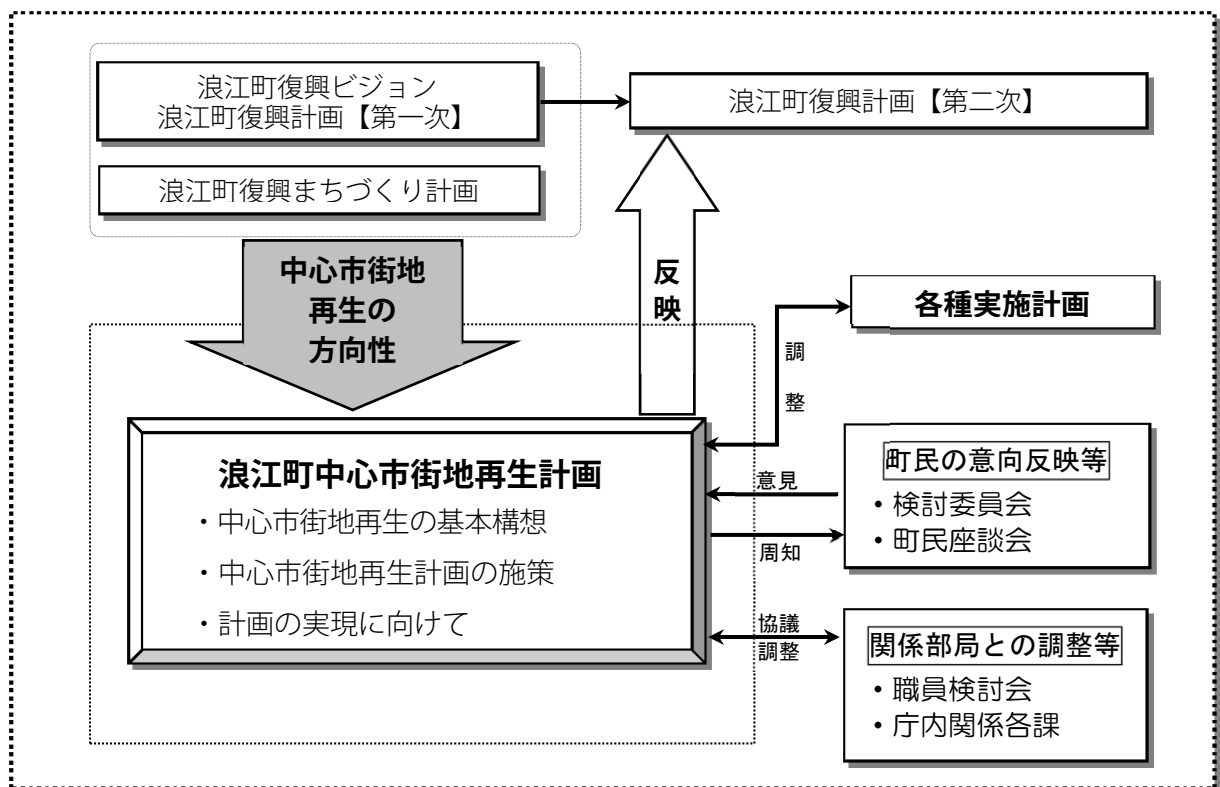 浪江町復興ビジョン
浪江町復興計画【第一次】
浪江町復興計画【第二次】
浪江町復興まちづくり計画
中心市街地
再生の
方向性
反
映
各種実施計画
調
整
浪江町中心市街地再生計画
・中心市街地再生の基本構想
・中心市街地再生計画の施策
・計画の実現に向けて
意見
周知
町民の意向反映等
・検討委員会
・町民座談会
協議
調整
関係部局との調整等
・職員検討会
・庁内関係各課